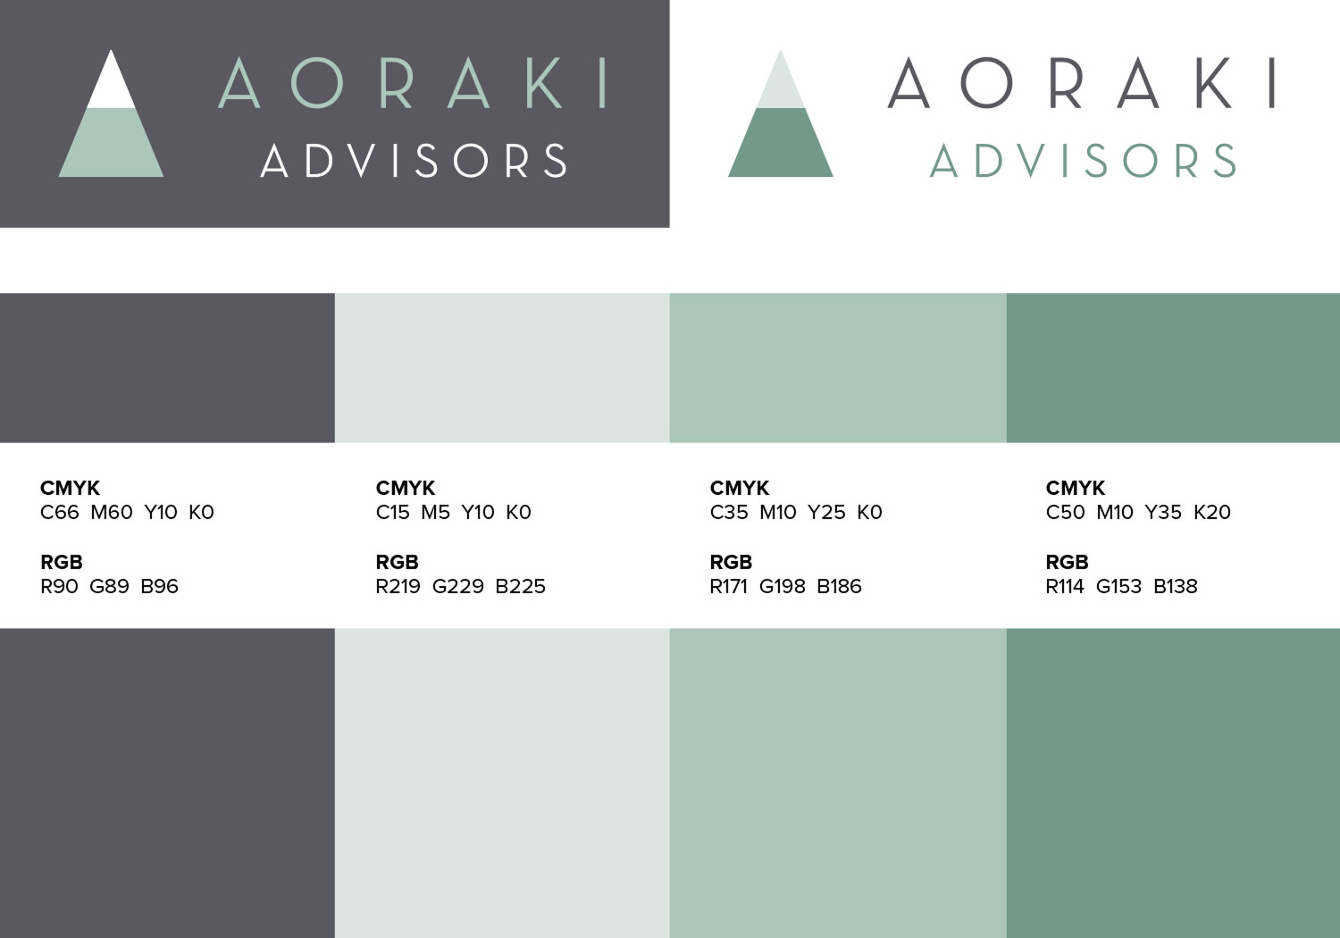 AORAKI
ADVISORS
AORAKI
ADVISORS
CMYK
C66 M60 Y10 K0
RGB
R90 G89 B96
CMYK
C15 M5 Y10 K0
RGB
R219 G229 B225
CMYK
C35 M10 Y25 K0
RGB
R171 G198 B186
CMYK
C50 M10 Y35 K20
RGB
R114 G153 B138